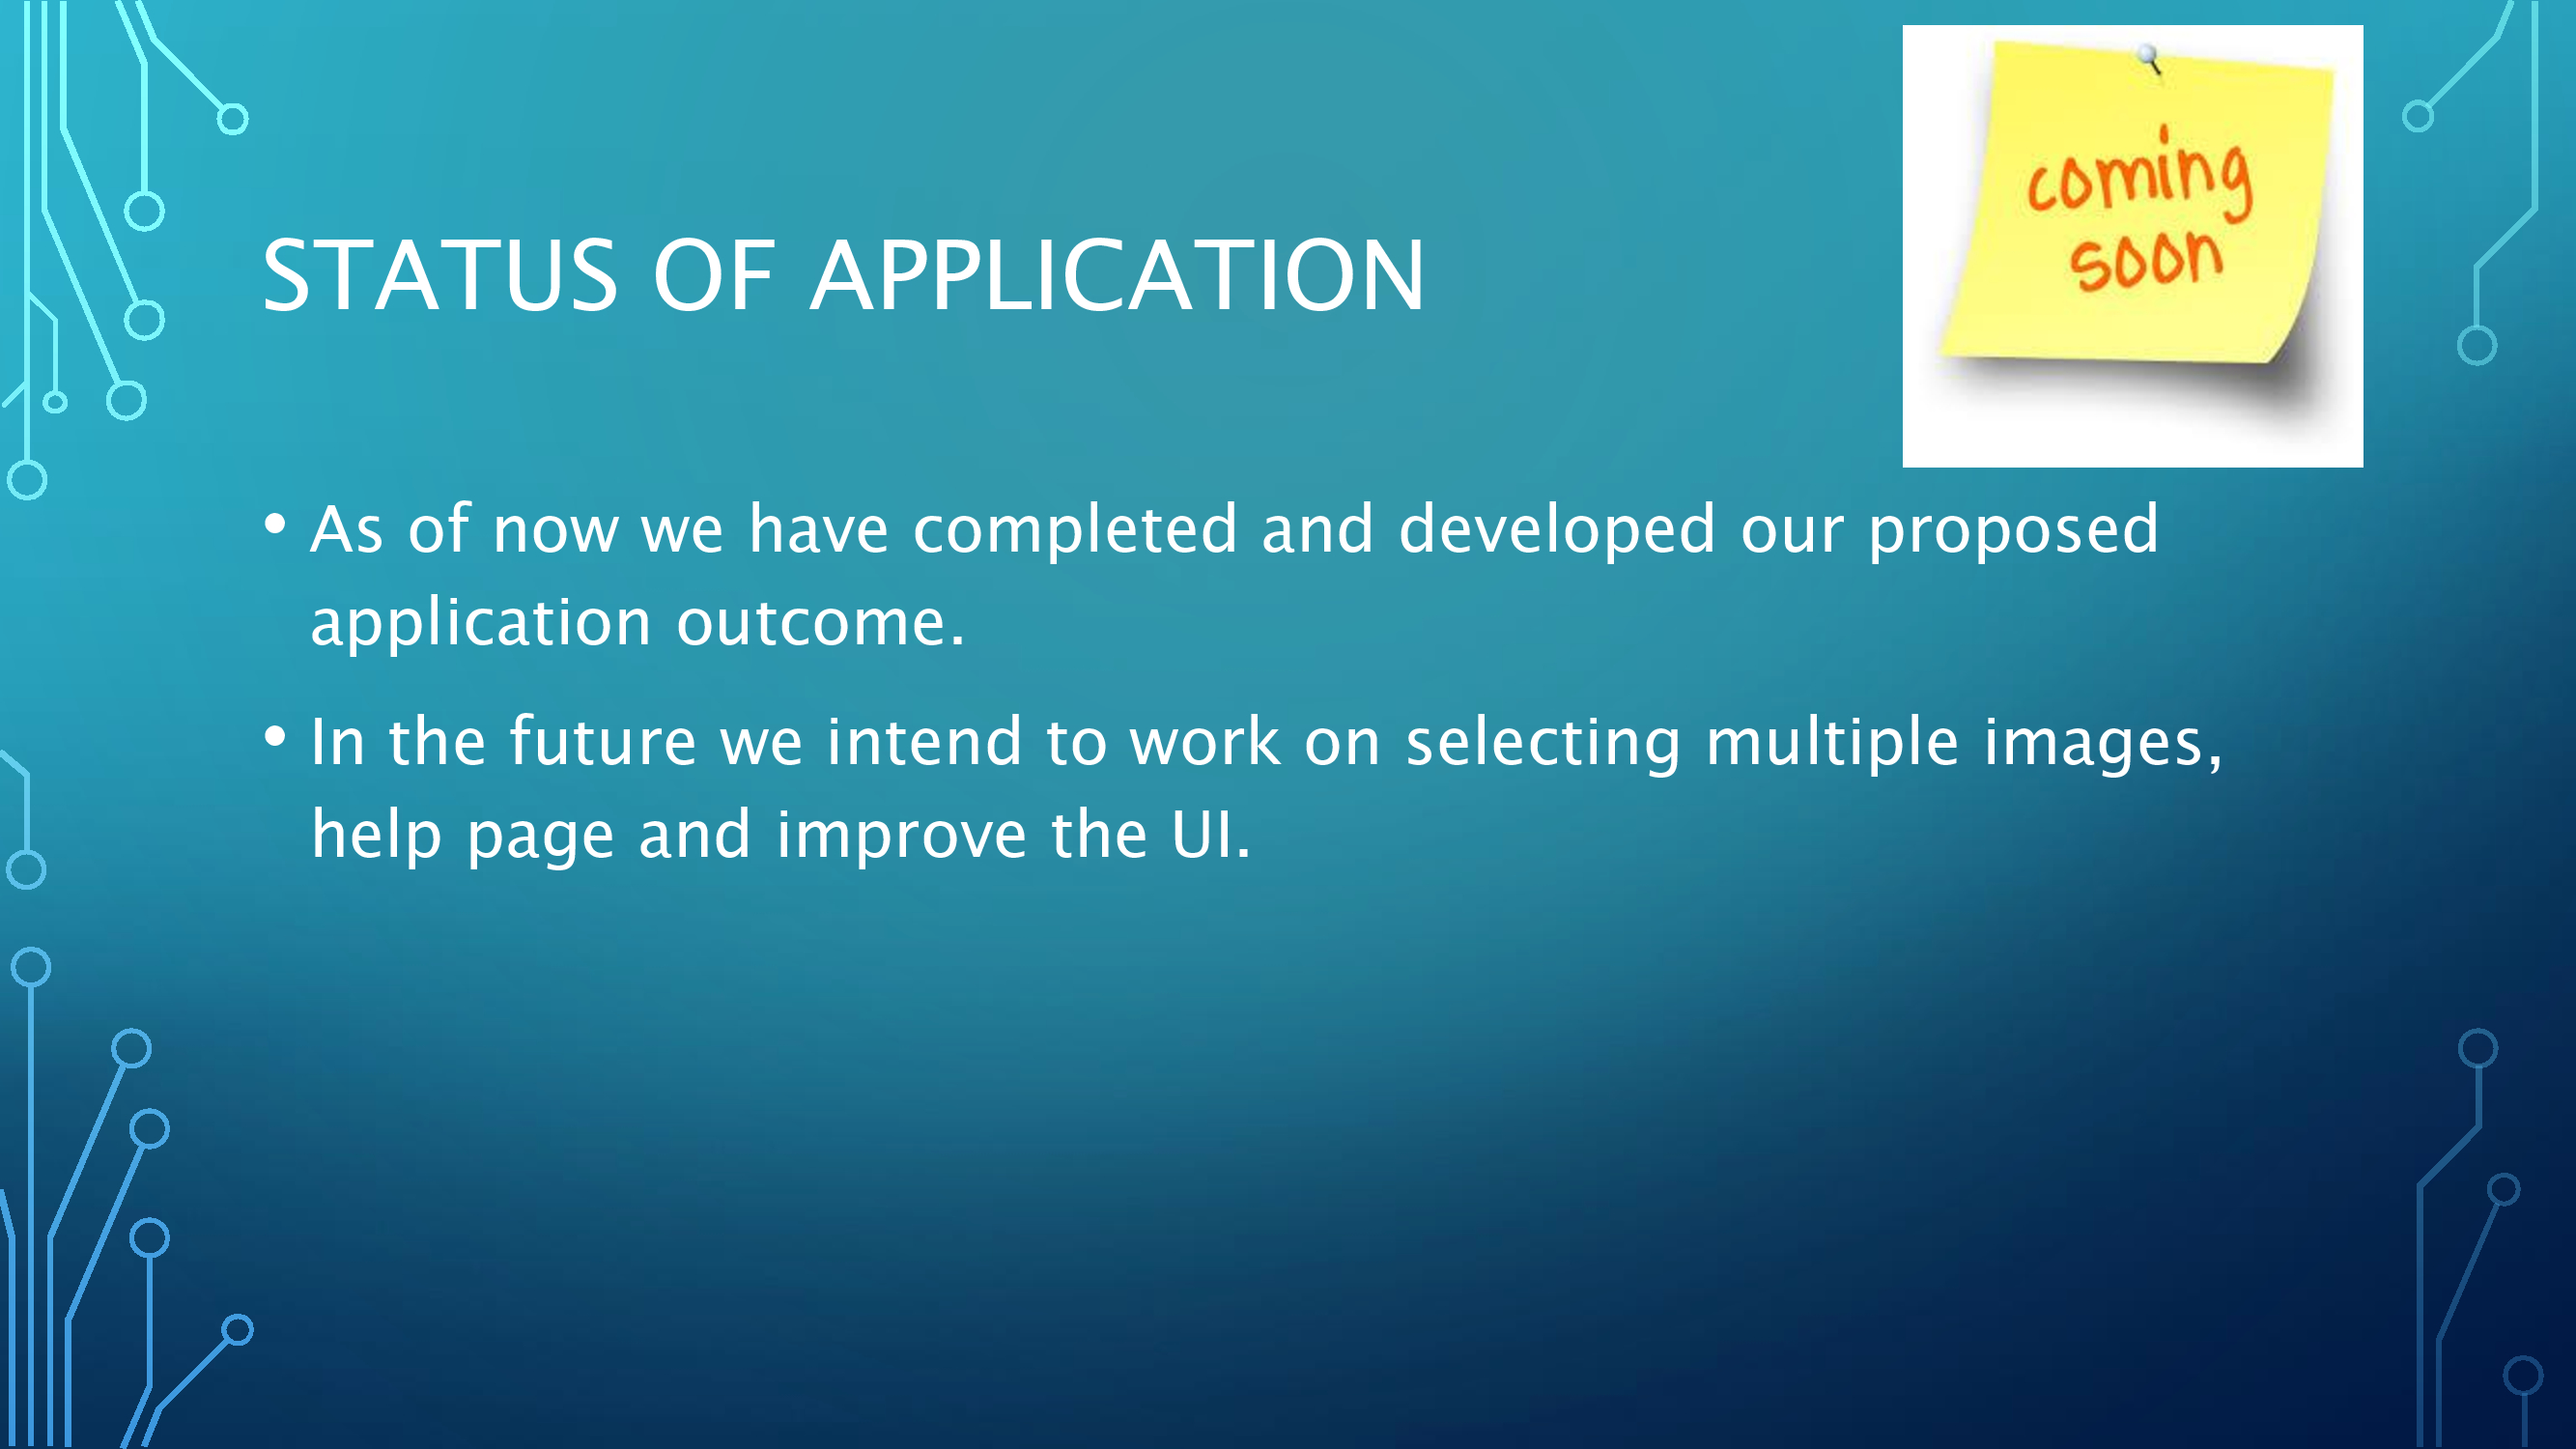 coming
soon
STATUS OF APPLICATION
• As of now we have completed and developed our proposed
application outcome.
• In the future we intend to work on selecting multiple images,
help page and improve the UI.